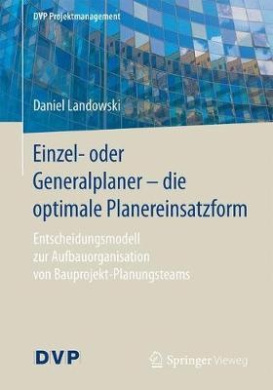 DVP Projektmanagement
Daniel Landowski
Einzel- oder
Generalplaner – die
optimale Planereinsatzform
Entscheidungsmodell
zur Aufbauorganisation
von Bauprojekt-Planungsteams
DVP
Springer Vieweg